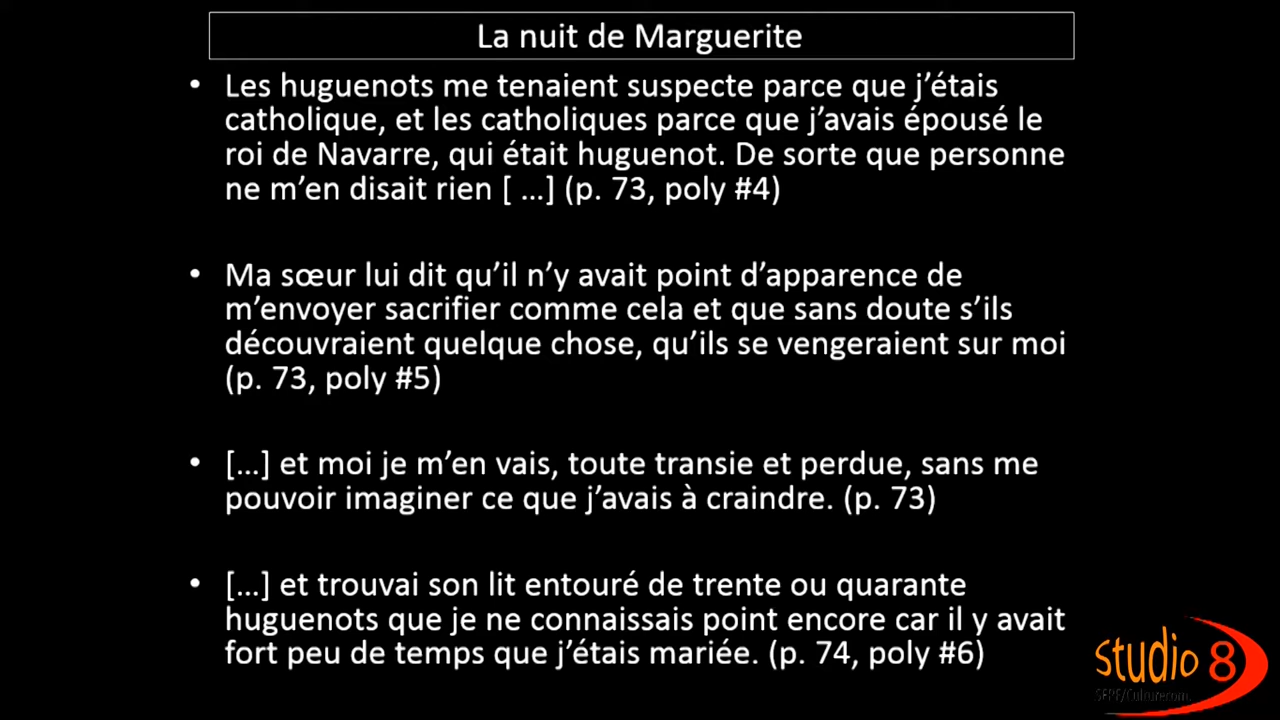 La nuit de Marguerite
• Les huguenots me tenaient suspecte parce que j’étais
catholique, et les catholiques parce que j’avais épousé le
roi de Navarre, qui était huguenot. De sorte que personne
ne m’en disait rien [ …] (p. 73, poly #4)
• Ma sœur lui dit qu’il n’y avait point d’apparence de
m’envoyer sacrifier comme cela et que sans doute s’ils
découvraient quelque chose, qu’ils se vengeraient sur moi
(p. 73, poly #5)
• […] et moi je m’en vais, toute transie et perdue, sans me
pouvoir imaginer ce que j’avais à craindre. (p. 73)
• […] et trouvai son lit entouré de trente ou quarante
huguenots que je ne connaissais point encore car il y avait
fort peu de temps que j’étais mariée. (p. 74, poly #6)
studio 8
SFPF/Culturecom.